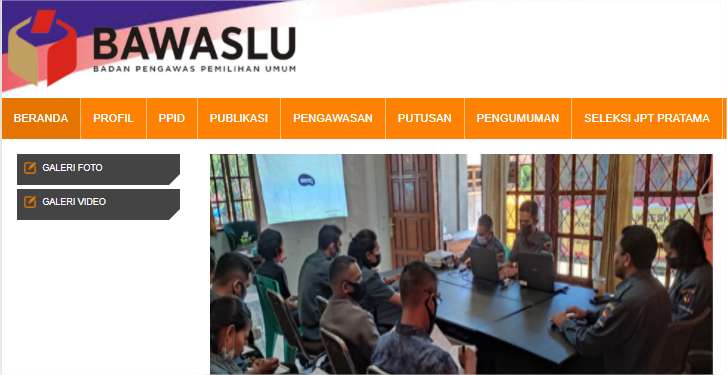 BAWASLU
BADAN PENGAWAS PEMILIHAN UMUM
BERANDA PROFIL PPID PUBLIKASI PENGAWASAN PUTUSAN PENGUMUMAN SELEKSI JPT PRATAMA
GALERI FOTO
GALERI VIDEO
BENQ